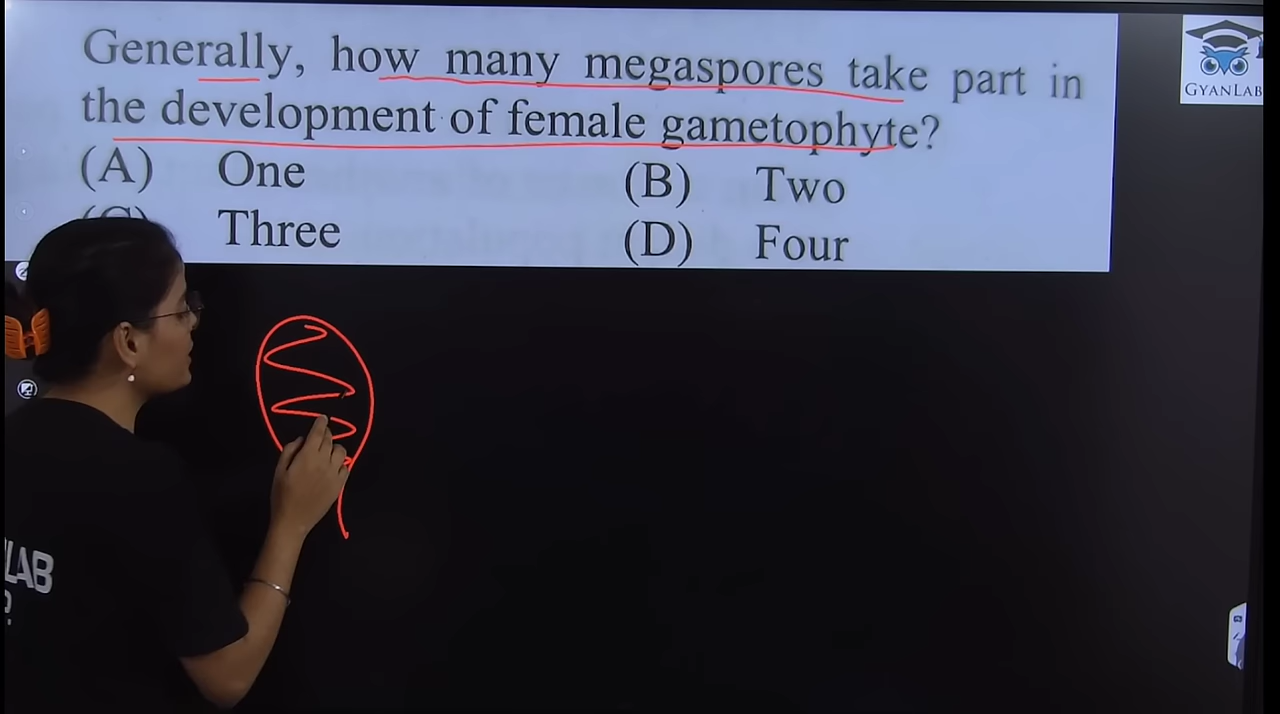 Generally, how many megaspores take part in
the development of female gametophyte?
(A) One (B) Two
(C) Three (D) Four
GYANLAB
LAB